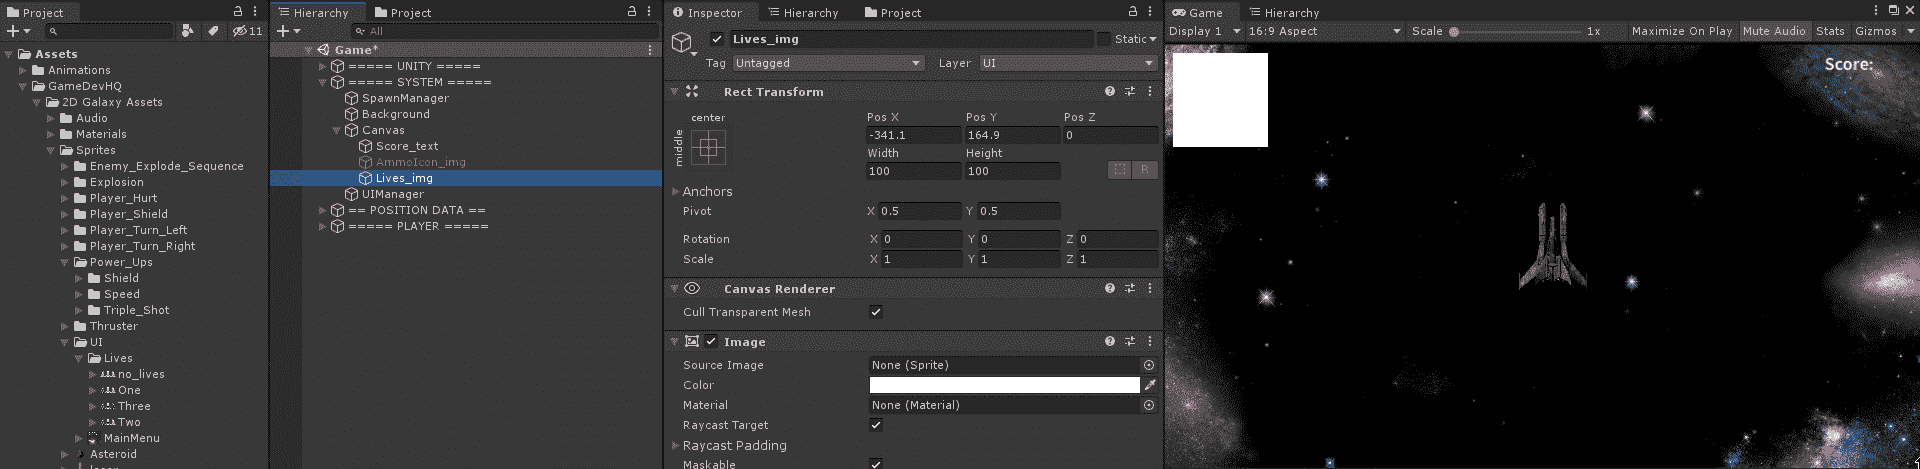 Project
11
Assets
Animations
GameDevHQ
2D Galaxy Assets
Audio
Materials
Sprites
Enemy_Explode_Sequence
Explosion
Player_Hurt
Player_Shield
Player_Turn_Left
Player_Turn_Right
Power_Ups
Shield
Speed
Triple_Shot
Thruster
UI
Lives
no_lives
One
Three
Two
MainMenu
Asteroid
Hierarchy Project
All
Game*
===== UNITY =====
===== SYSTEM =====
SpawnManager
Background
Canvas
Score_text
AmmoIcon_img
Lives_img
UIManager
== POSITION DATA ==
===== PLAYER =====
Inspector Hierarchy Project
Lives_img Static
Tag Untagged Layer UI
Rect Transform
center
middle
Pos X Pos Y Pos Z
-341.1 164.9 0
Width Height
100 100 R
Anchors
Pivot X 0.5 Y 0.5
Rotation X 0 Y 0 Z 0
Scale X 1 Y 1 Z 1
Canvas Renderer
Cull Transparent Mesh
Image
Source Image None (Sprite)
Color
Material None (Material)
Raycast Target
Raycast Padding
Maskable
Game Hierarchy
Display 1 16:9 Aspect Scale 1x Maximize On Play Mute Audio Stats Gizmos
Score: